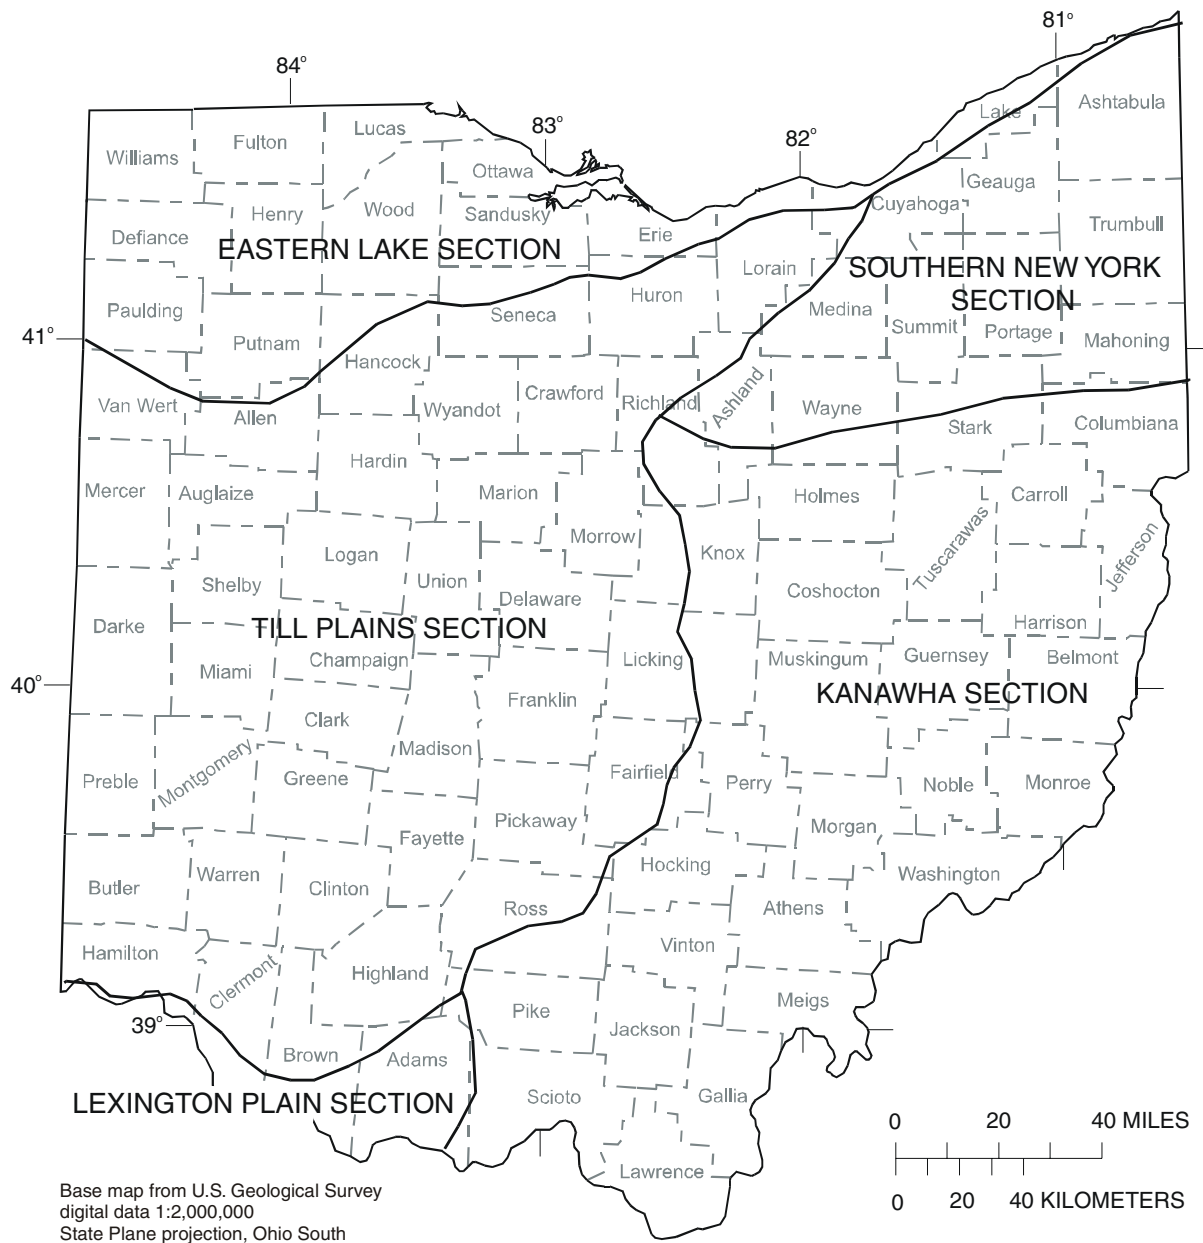 81°
84°
83°
82°
Lake
Ashtabula
Lucas
Fulton
Williams
Ottawa
Geauga
Cuyahoga
Wood
Henry
Sandusky
Trumbull
Defiance
Erie
EASTERN LAKE SECTION
Lorain
SOUTHERN NEW YORK
SECTION
Huron
Paulding
Medina
Seneca
Summit
Portage
41°
Putnam
Mahoning
Hancock
Crawford
Ashland
Richland
Van Wert
Wyandot
Wayne
Allen
Stark
Columbiana
Hardin
Mercer
Auglaize
Marion
Holmes
Carroll
Morrow
Tuscarawas
Jefferson
Logan
Knox
Union
Shelby
Coshocton
Delaware
Darke
TILL PLAINS SECTION
Harrison
Champaign
Licking
Muskingum
Guernsey
Belmont
Miami
40°
Franklin
KANAWHA SECTION
Clark
Madison
Montgomery
Preble
Greene
Fairfield
Perry
Noble
Monroe
Pickaway
Morgan
Fayette
Hocking
Warren
Butler
Clinton
Washington
Ross
Athens
Vinton
Hamilton
Clermont
Highland
Meigs
Pike
39°
Jackson
Brown
Adams
Scioto
Gallia
LEXINGTON PLAIN SECTION
0 20 40 MILES
Lawrence
Base map from U.S. Geological Survey
0 20 40 KILOMETERS
digital data 1:2,000,000
State Plane projection, Ohio South